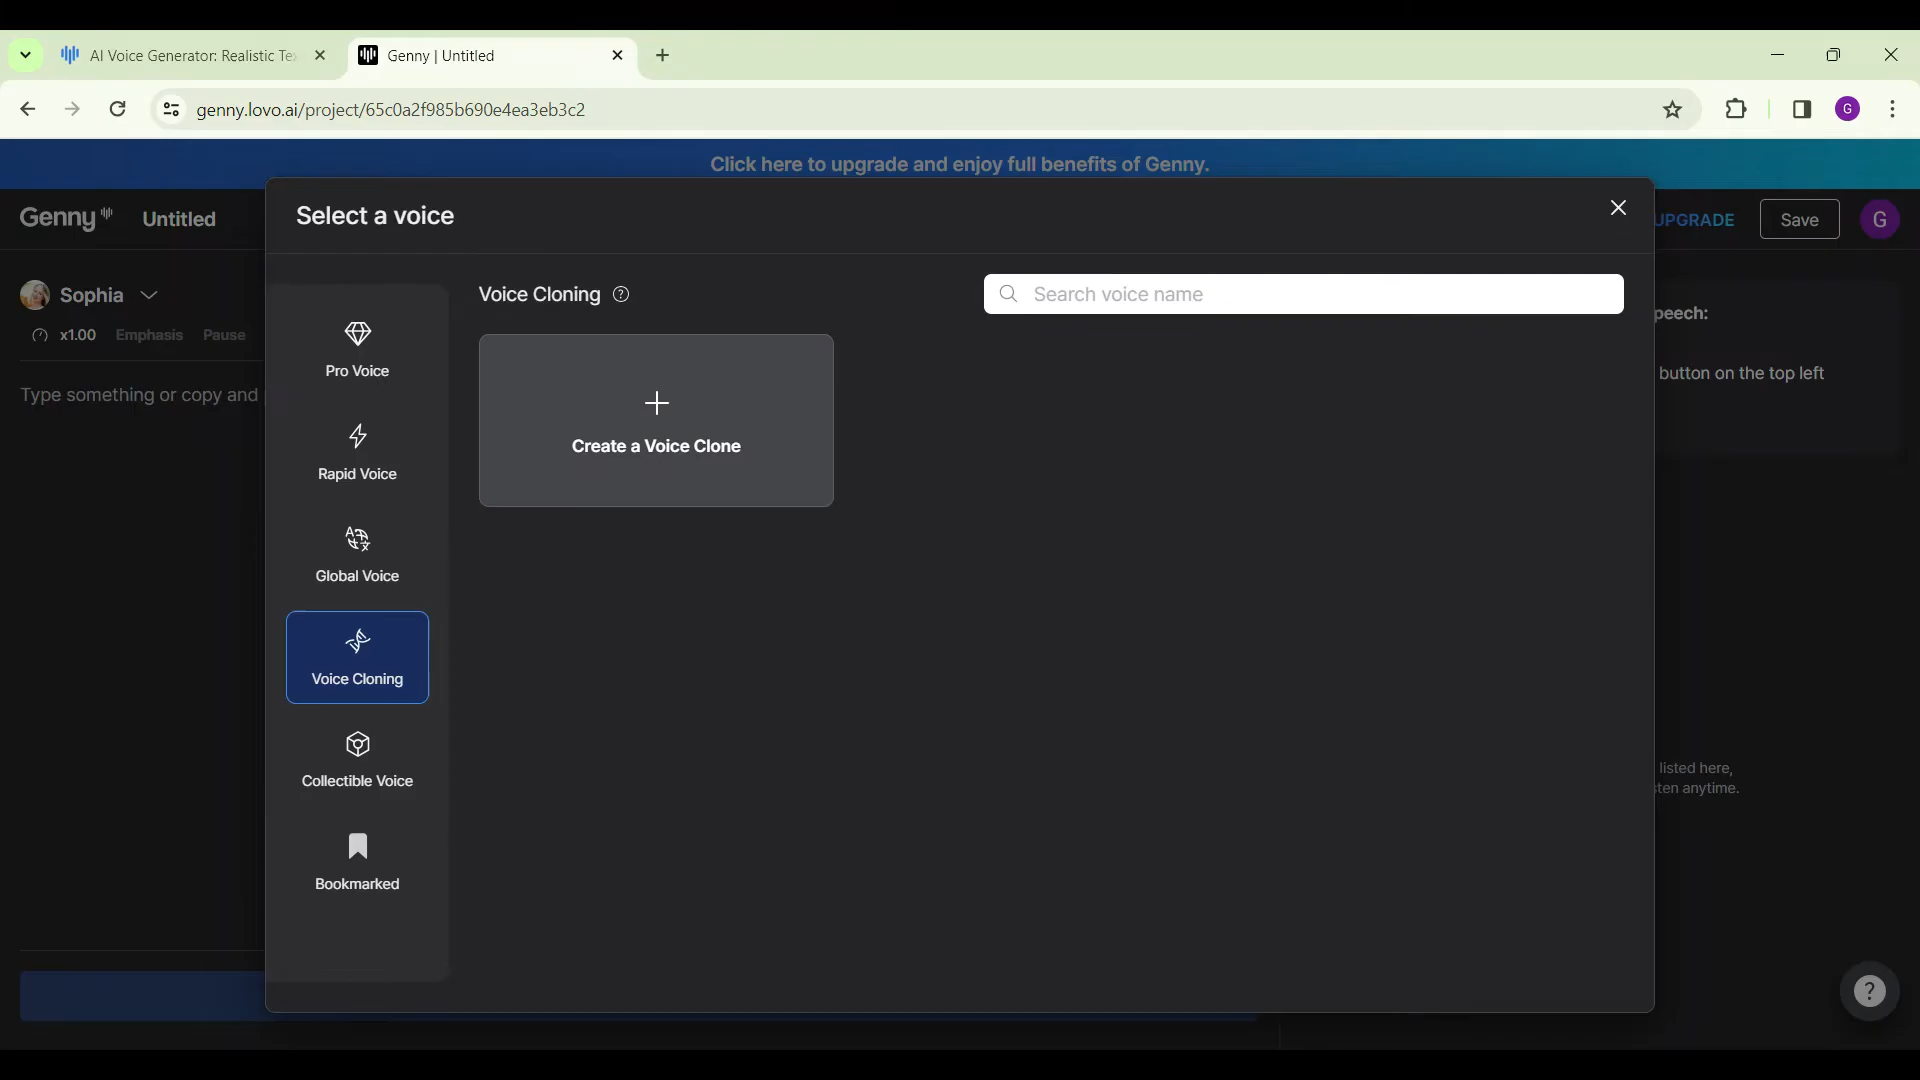 AI Voice Generator: Realistic Te
Genny | Untitled
genny.lovo.ai/project/65c0a2f985b690e4ea3eb3c2
G
Click here to upgrade and enjoy full benefits of Genny.
Genny
Untitled
Select a voice
UPGRADE
Save
G
Sophia
Voice Cloning
Search voice name
peech:
x1.00
Emphasis
Pause
Pro Voice
button on the top left
Type something or copy and
Create a Voice Clone
Rapid Voice
Global Voice
Voice Cloning
Collectible Voice
listed here,
sten anytime.
Bookmarked